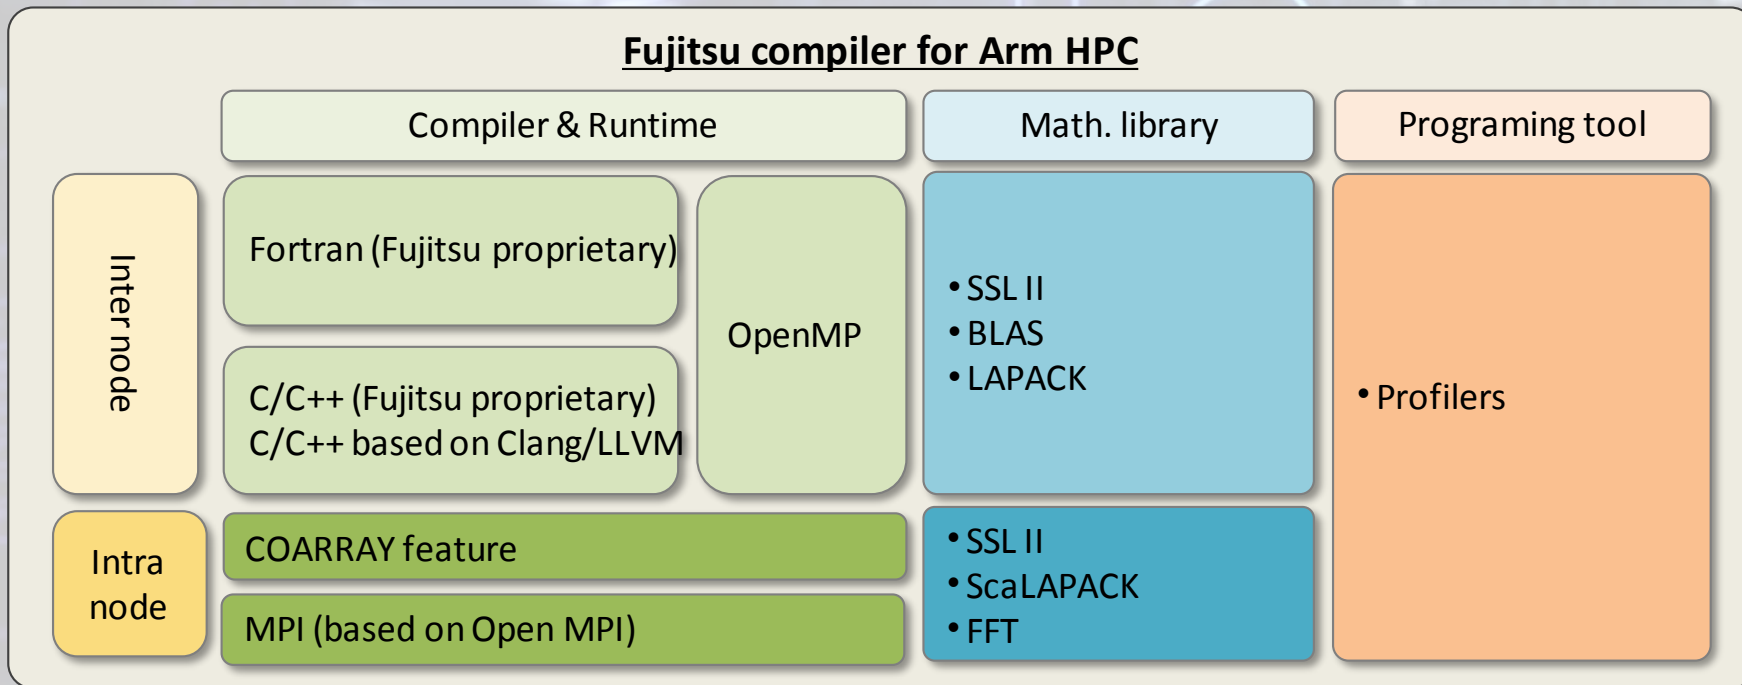 Fujitsu compiler for Arm HPC
Compiler & Runtime
Math. library
Programing tool
Inter node
Fortran (Fujitsu proprietary)
C/C++ (Fujitsu proprietary)
C/C++ based on Clang/LLVM
OpenMP
• SSL II
• BLAS
• LAPACK
• Profilers
Intra
node
COARRAY feature
MPI (based on Open MPI)
• SSL II
• ScaLAPACK
• FFT